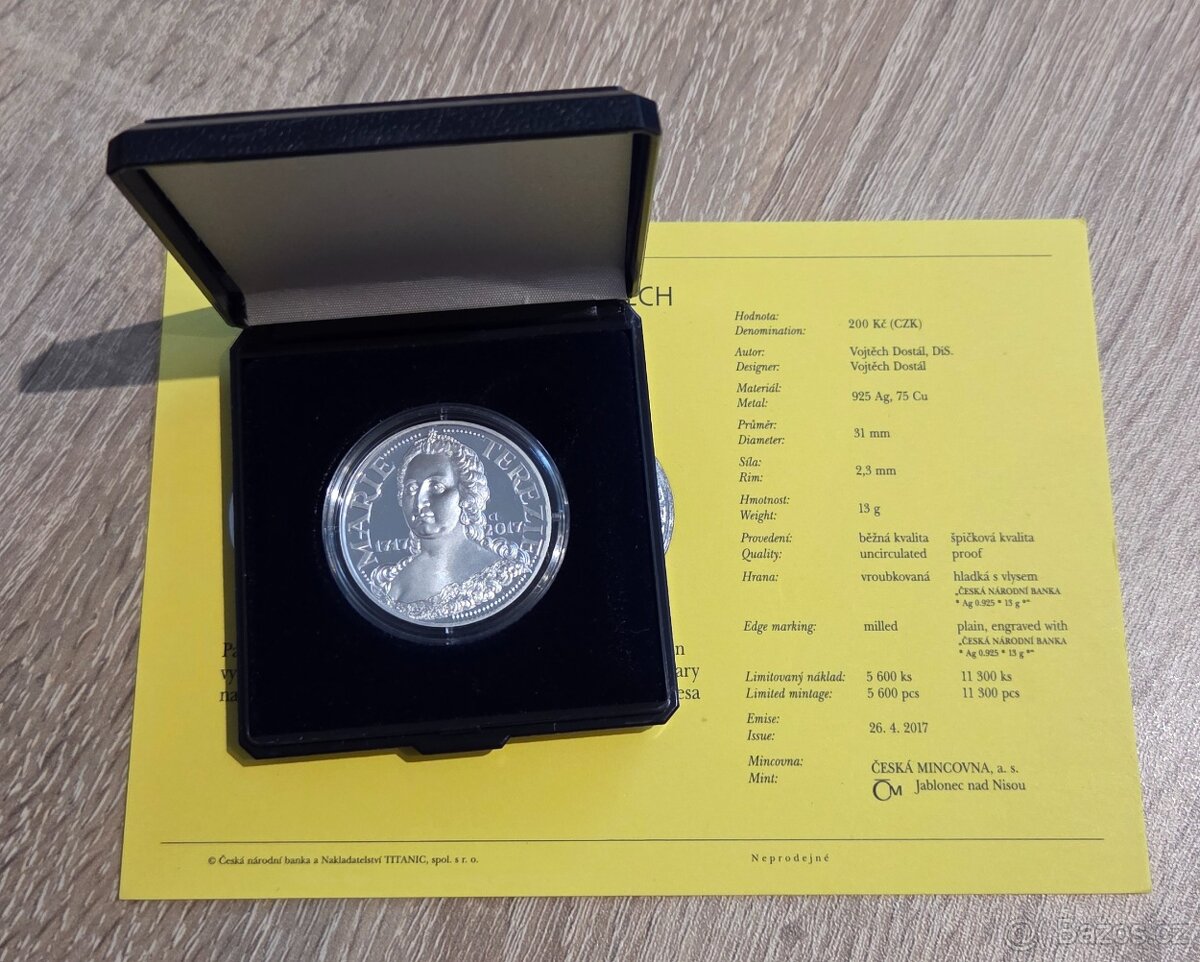 MARIE TEREZIE
1717
2017
Hodnota:
Denomination:
200 Kč (CZK)
Autor:
Designer:
Vojtěch Dostál, DiS.
Vojtěch Dostál
Materiál:
Metal:
925 Ag, 75 Cu
Průměr:
Diameter:
31 mm
Síla:
Rim:
2,3 mm
Hmotnost:
Weight:
13 g
Provedení:
Quality:
běžná kvalita špičková kvalita
uncirculated proof
Hrana:
vroubkovaná hladká s vlysem
„ČESKÁ NÁRODNÍ BANKA
* Ag 0.925 * 13 g *“
Edge marking:
milled plain, engraved with
„ČESKÁ NÁRODNÍ BANKA
* Ag 0.925 * 13 g *“
Limitovaný náklad: 5 600 ks 11 300 ks
Limited mintage: 5 600 pcs 11 300 pcs
Emise:
Issue:
26. 4. 2017
Mincovna:
Mint:
ČESKÁ MINCOVNA, a. s.
Jablonec nad Nisou
© Česká národní banka a Nakladatelství TITANIC, spol. s r. o.
Neprodejné
Bazos.cz